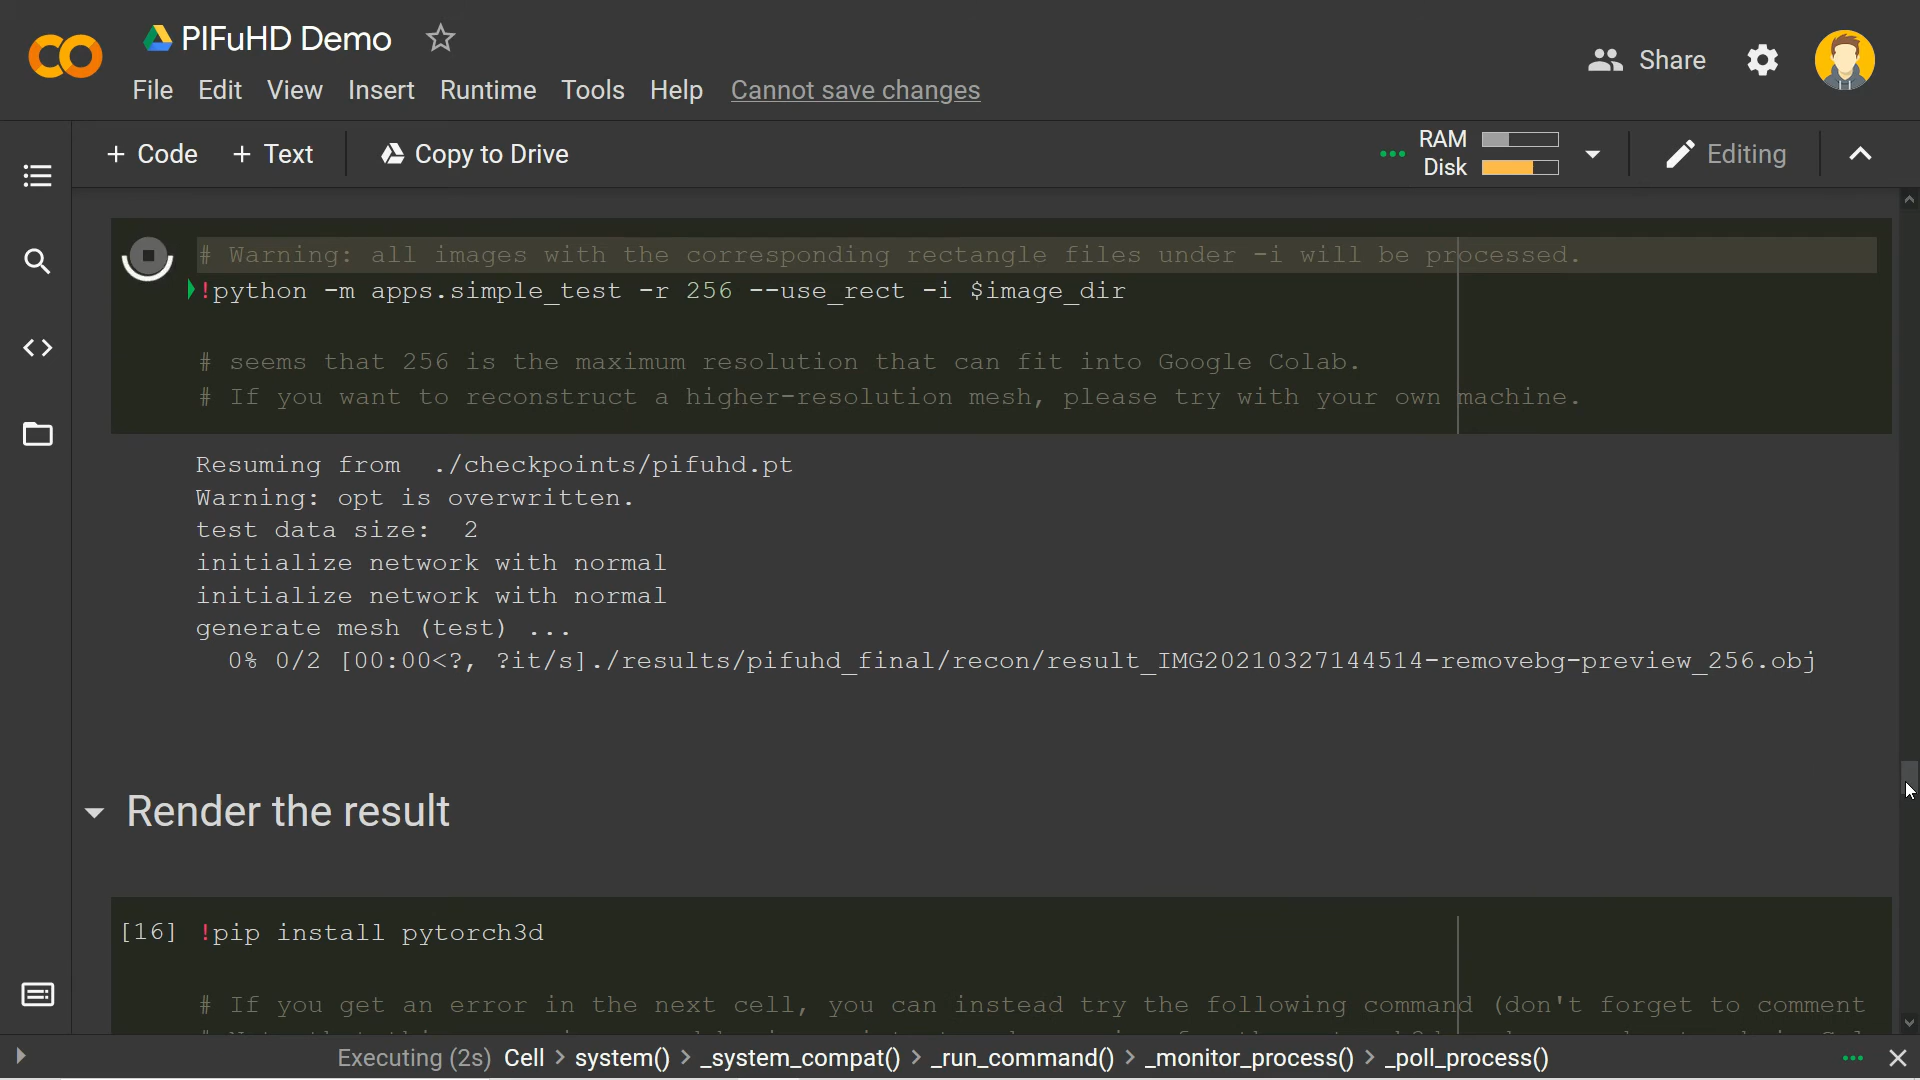 PIFuHD Demo
File Edit View Insert Runtime Tools Help Cannot save changes
Share
+ Code + Text Copy to Drive
RAM
Disk
Editing
# Warning: all images with the corresponding rectangle files under -i will be processed.
!python -m apps.simple_test -r 256 --use_rect -i $image_dir
# seems that 256 is the maximum resolution that can fit into Google Colab.
# If you want to reconstruct a higher-resolution mesh, please try with your own machine.
Resuming from ./checkpoints/pifuhd.pt
Warning: opt is overwritten.
test data size: 2
initialize network with normal
initialize network with normal
generate mesh (test) ...
0% 0/2 [00:00<?, ?it/s]./results/pifuhd_final/recon/result_IMG20210327144514-removebg-preview_256.obj
Render the result
[16] !pip install pytorch3d
# If you get an error in the next cell, you can instead try the following command (don't forget to comment
Executing (2s) Cell > system() > _system_compat() > _run_command() > _monitor_process() > _poll_process()